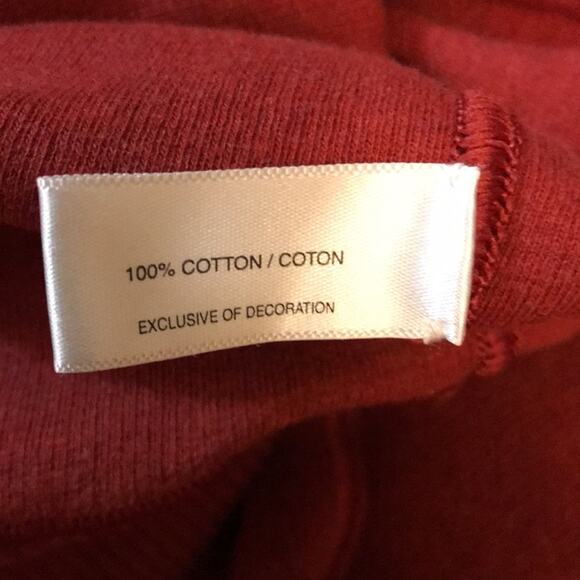 100% COTTON / COTON
EXCLUSIVE OF DECORATION